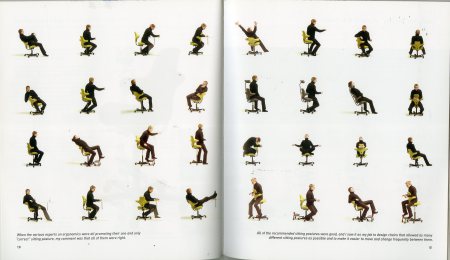 When the various experts on ergonomics were all promoting their one and only
"correct" sitting posture, my comment was that all of them were right.
All of the recommended sitting postures were good, and I saw it as my job to design chairs that allowed as many
different sitting postures as possible and to make it easier to move and change frequently between them.